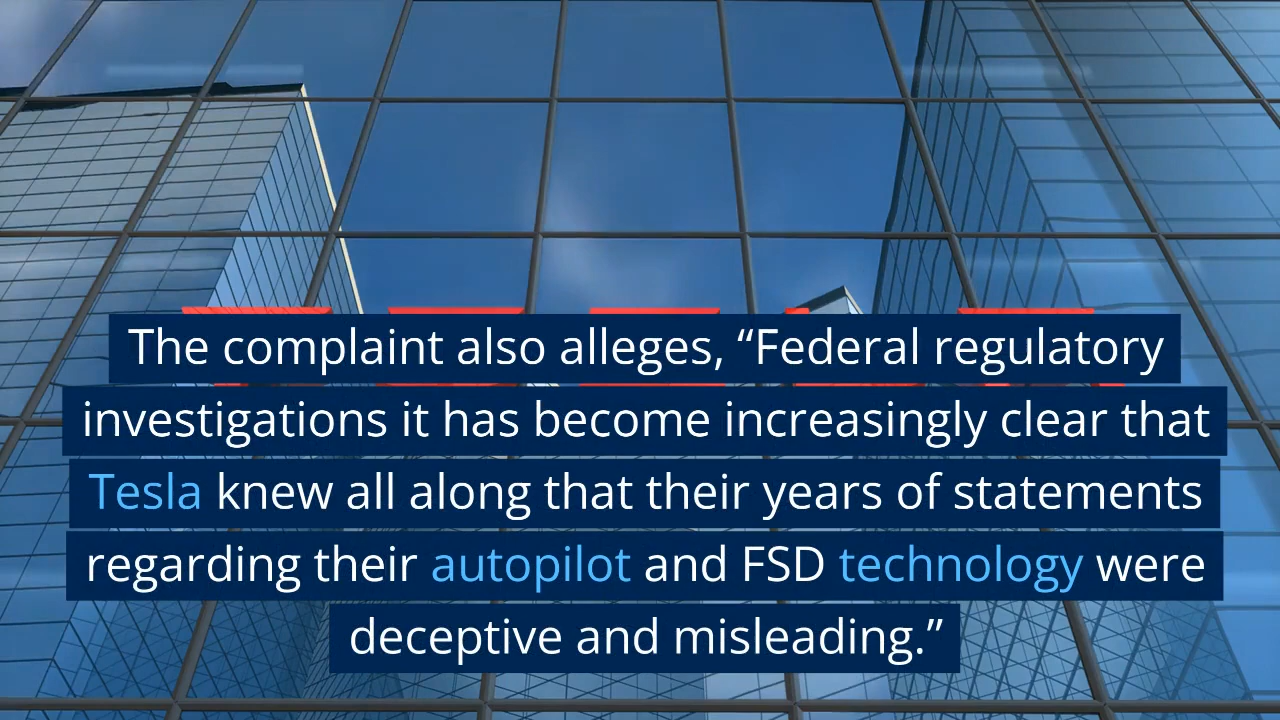 The complaint also alleges, “Federal regulatory
investigations it has become increasingly clear that
Tesla knew all along that their years of statements
regarding their autopilot and FSD technology were
deceptive and misleading.”